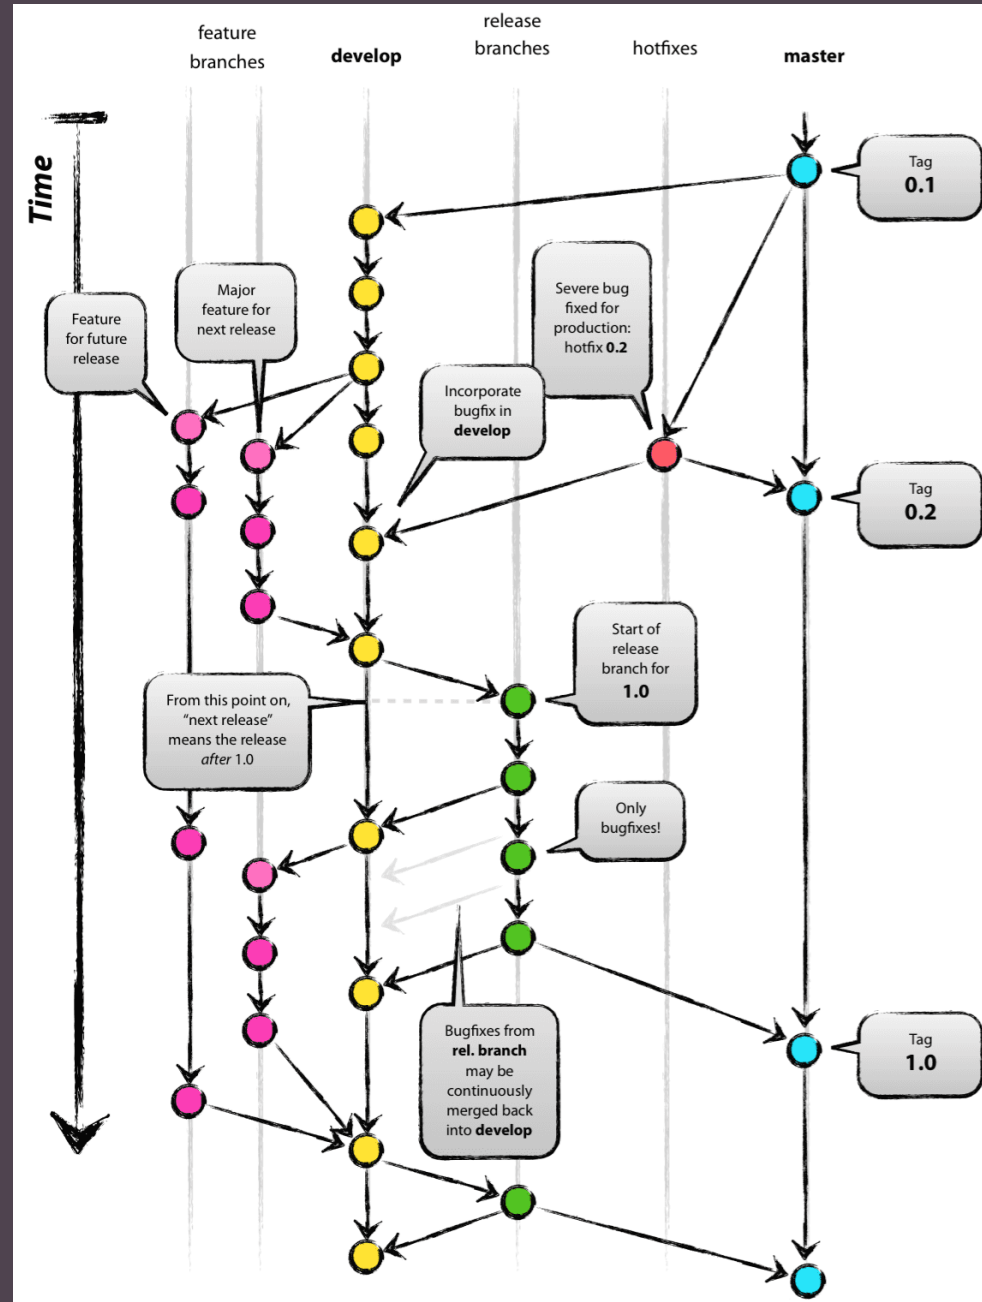 feature
branches
develop
release
branches
hotfixes
master
Time
Tag
0.1
Severe bug
fixed for
production:
hotfix 0.2
Major
feature for
next release
Feature
for future
release
Incorporate
bugfix in
develop
Tag
0.2
Start of
release
branch for
1.0
From this point on,
“next release”
means the release
after 1.0
Only
bugfixes!
Bugfixes from
rel. branch
may be
continuously
merged back
into develop
Tag
1.0